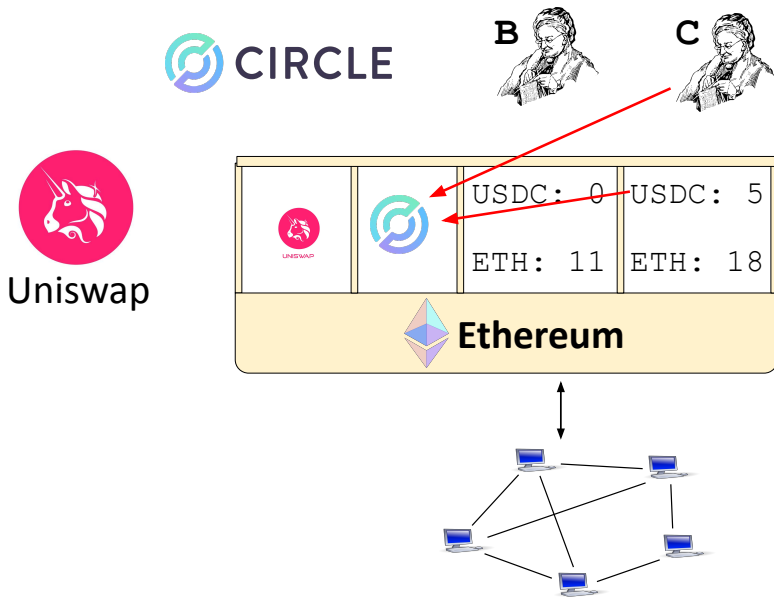 CIRCLE
B
C
Uniswap
UNISWAP
USDC: 0
ETH: 11
USDC: 5
ETH: 18
Ethereum